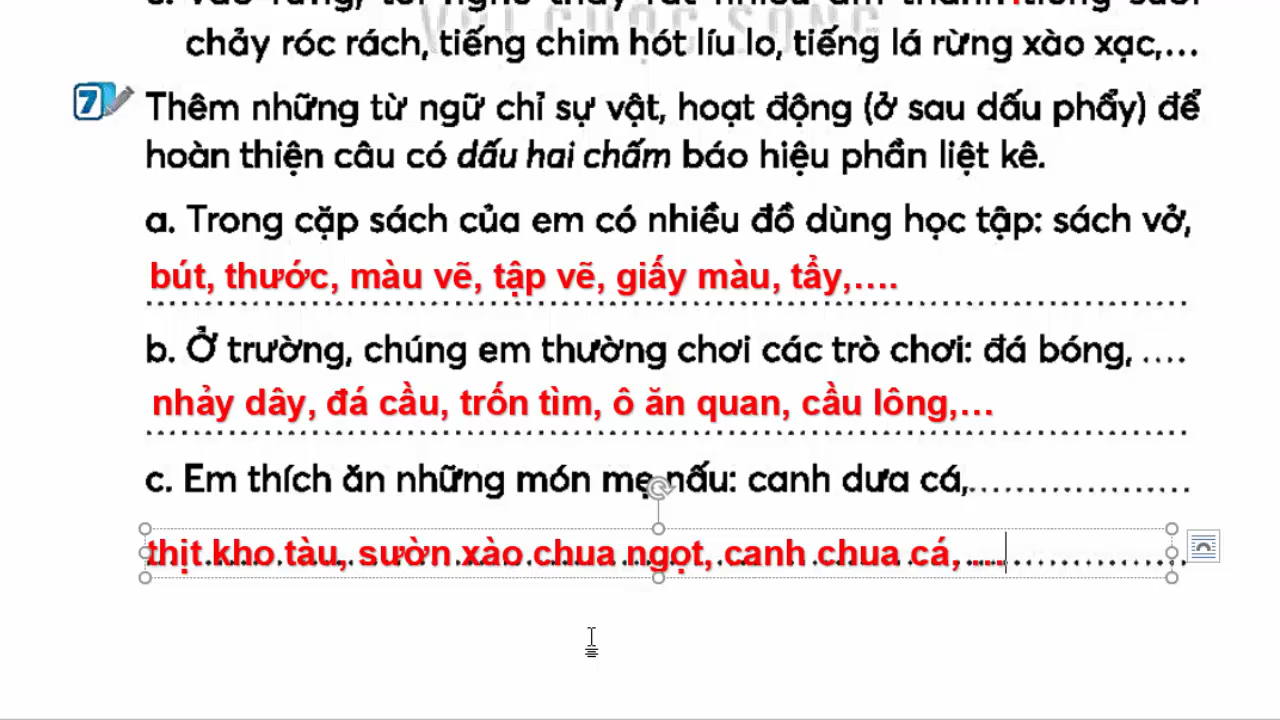 chảy róc rách, tiếng chim hót líu lo, tiếng lá rừng xào xạc,...
7 Thêm những từ ngữ chỉ sự vật, hoạt động (ở sau dấu phẩy) để
hoàn thiện câu có dấu hai chấm báo hiệu phần liệt kê.
a. Trong cặp sách của em có nhiều đồ dùng học tập: sách vở,
bút, thước, màu vẽ, tập vẽ, giấy màu, tẩy,....
b. Ở trường, chúng em thường chơi các trò chơi: đá bóng, ....
nhảy dây, đá cầu, trốn tìm, ô ăn quan, cầu lông,...
c. Em thích ăn những món mẹ nấu: canh dưa cá,...................
thịt kho tàu, sườn xào chua ngọt, canh chua cá, ....